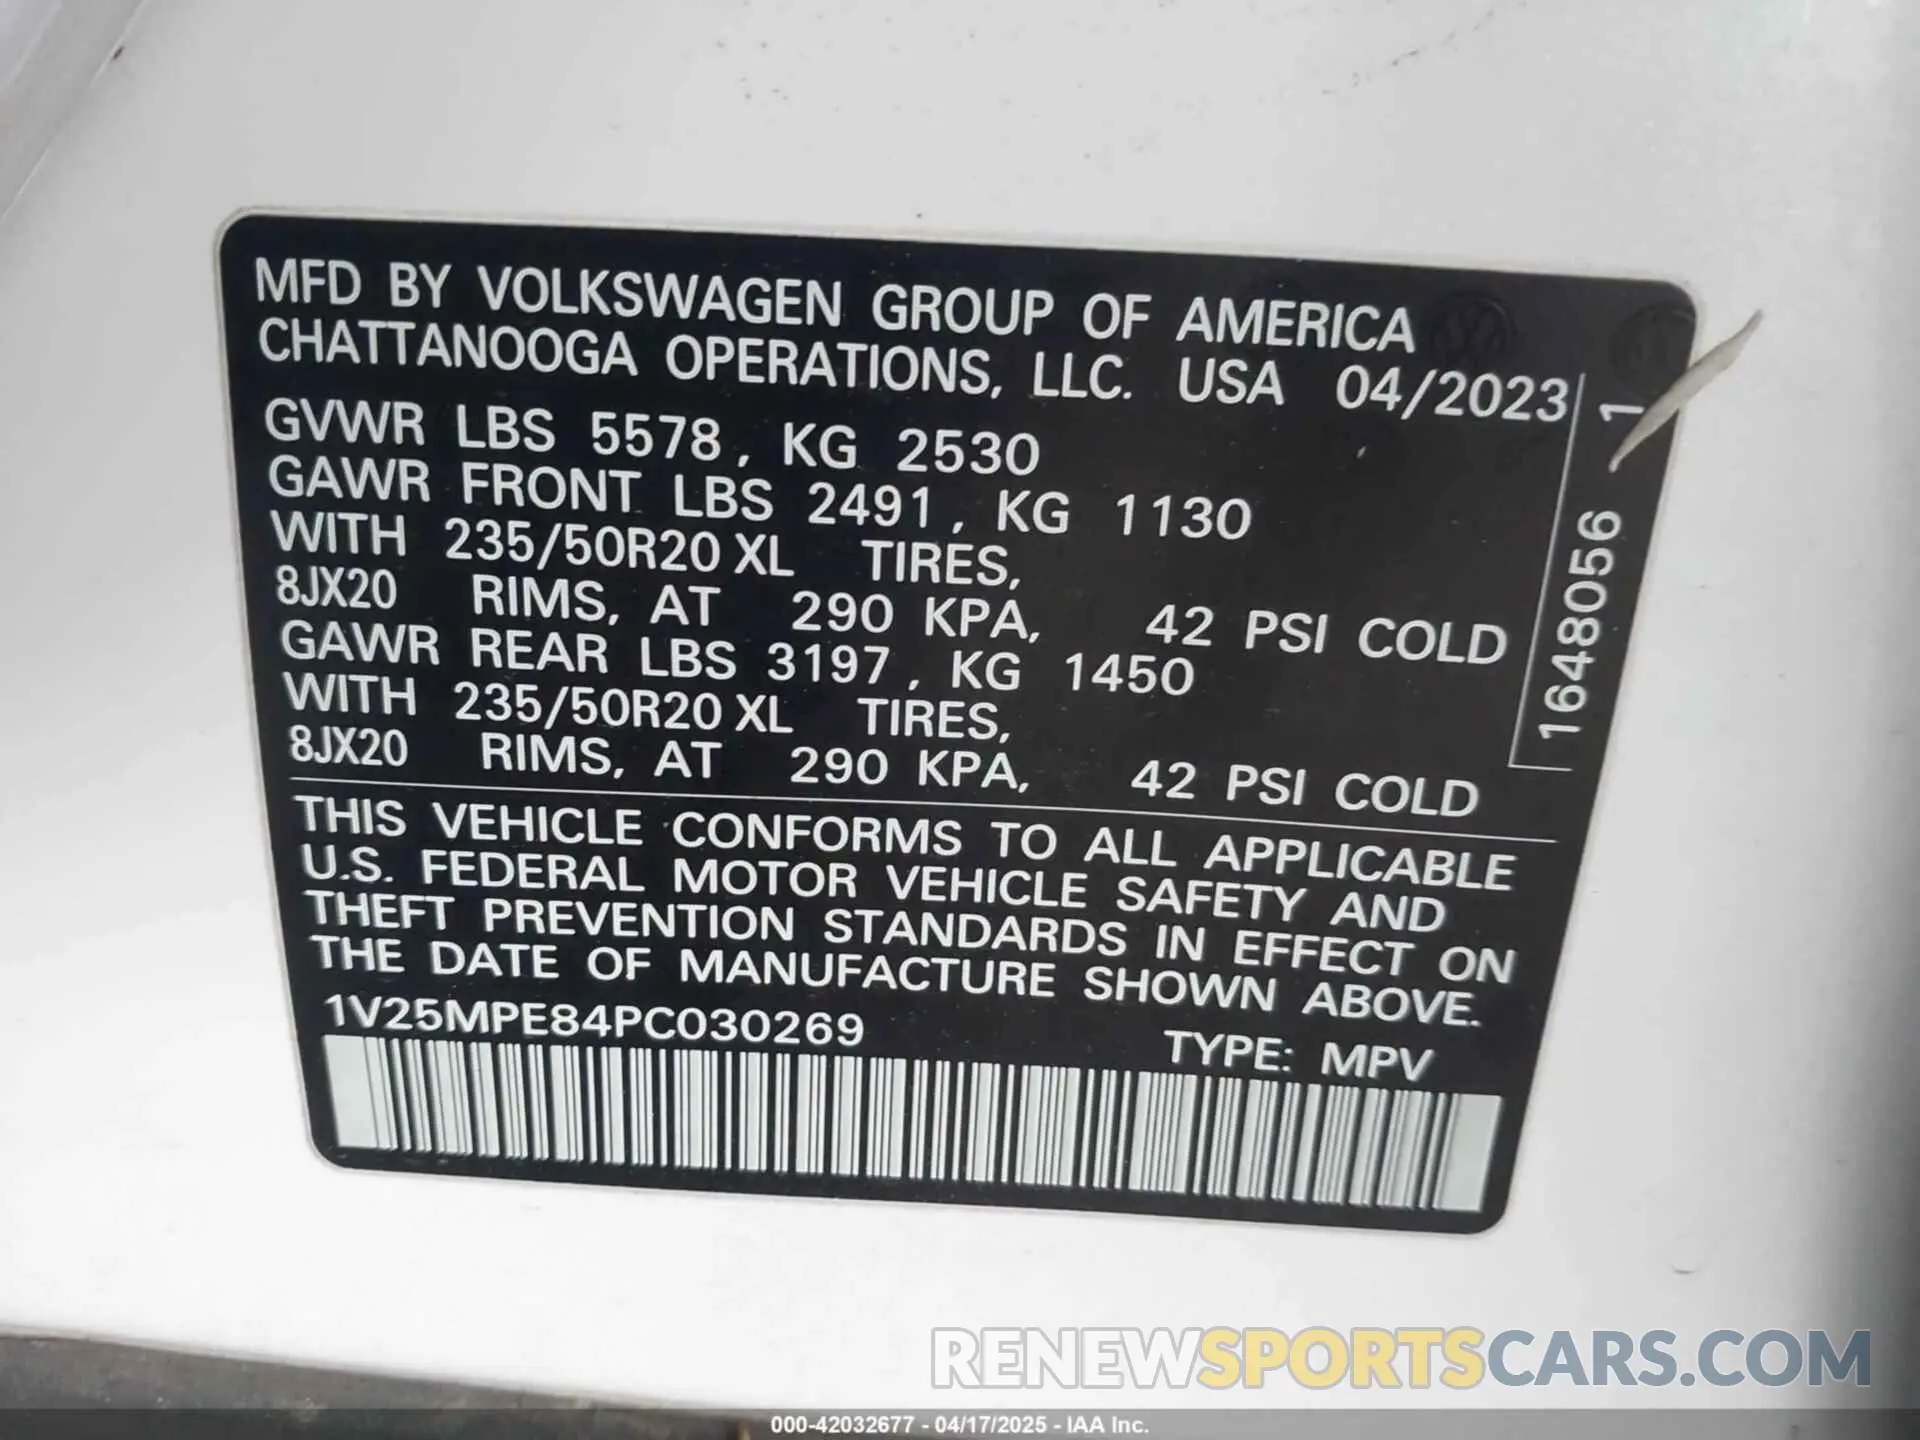 MFD BY VOLKSWAGEN GROUP OF AMERICA
CHATTANOOGA OPERATIONS, LLC. USA 04/2023
GVWR LBS 5578, KG 2530
GAWR FRONT LBS 2491, KG 1130
WITH 235/50R20 XL TIRES,
8JX20 RIMS, AT 290 KPA, 42 PSI COLD
GAWR REAR LBS 3197, KG 1450
WITH 235/50R20 XL TIRES,
8JX20 RIMS, AT 290 KPA, 42 PSI COLD
1648056 1
THIS VEHICLE CONFORMS TO ALL APPLICABLE
U.S. FEDERAL MOTOR VEHICLE SAFETY AND
THEFT PREVENTION STANDARDS IN EFFECT ON
THE DATE OF MANUFACTURE SHOWN ABOVE.
1V25MPE84PC030269 TYPE: MPV
RENEWSPORTSCARS.COM
000-42032677 - 04/17/2025 - IAA Inc.